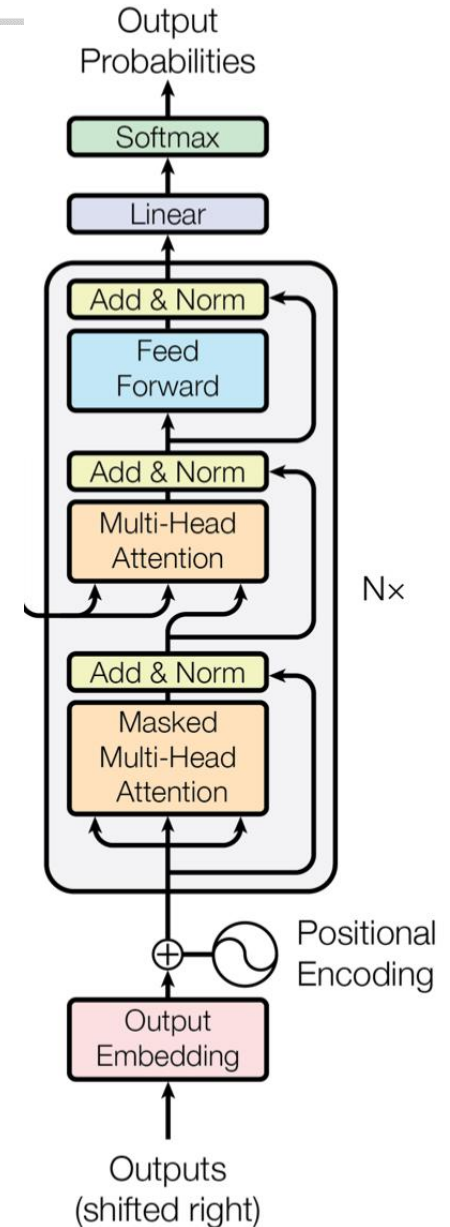 Output
Probabilities
Softmax
Linear
Add & Norm
Feed
Forward
Add & Norm
Multi-Head
Attention
N×
Add & Norm
Masked
Multi-Head
Attention
Positional
Encoding
Output
Embedding
Outputs
(shifted right)